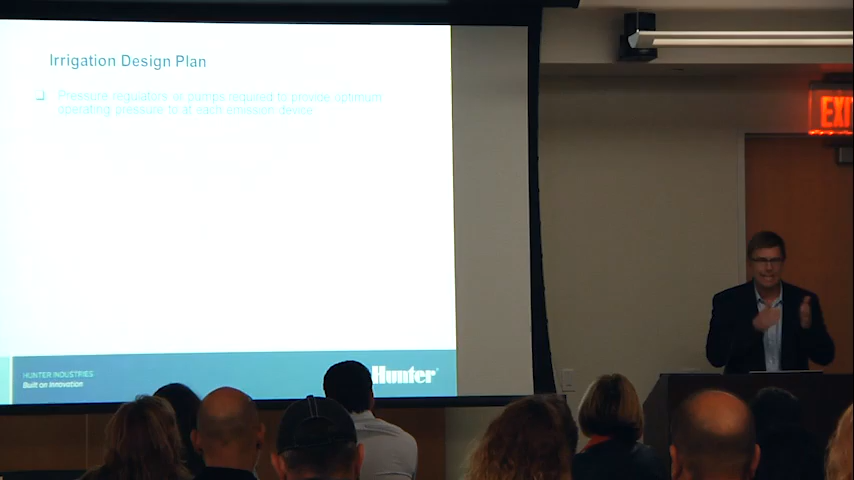 Irrigation Design Plan
Pressure regulators or pumps required to provide optimum
operating pressure to at each emission device
HUNTER INDUSTRIES
Built on Innovation
Hunter
EXI